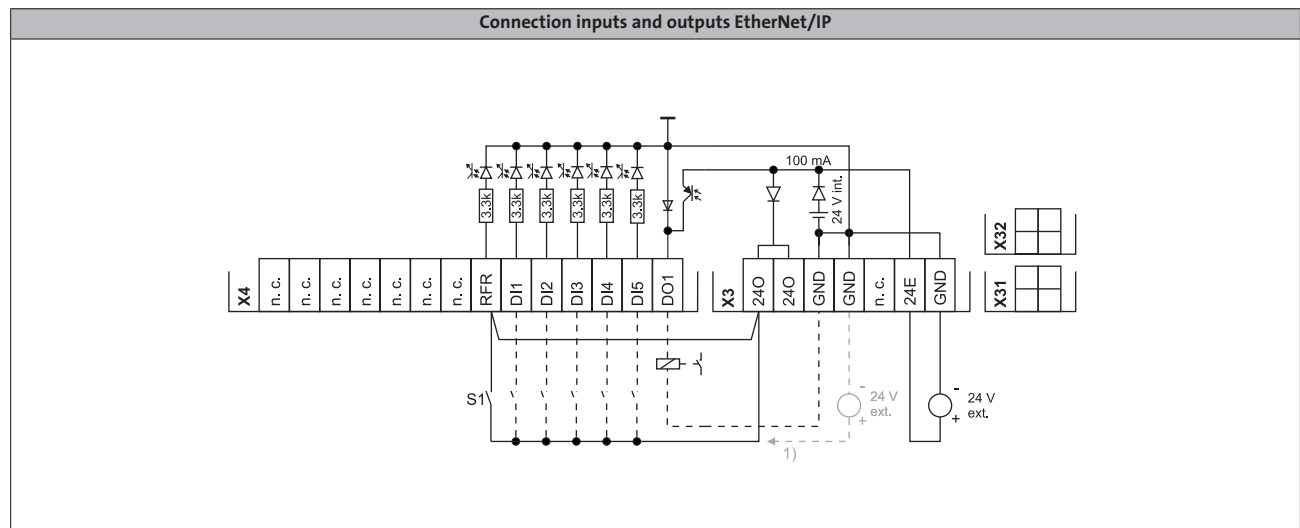 Connection inputs and outputs EtherNet/IP
100 mA
3.3k
3.3k
3.3k
3.3k
3.3k
3.3k
24 V int.
X4
n. c.
n. c.
n. c.
n. c.
n. c.
n. c.
n. c.
RFR
DI1
DI2
DI3
DI4
DI5
DO1
X3
24O
24O
GND
GND
n. c.
24E
GND
X32
X31
S1
-
24 V
ext.
+
-
24 V
ext.
+
1)